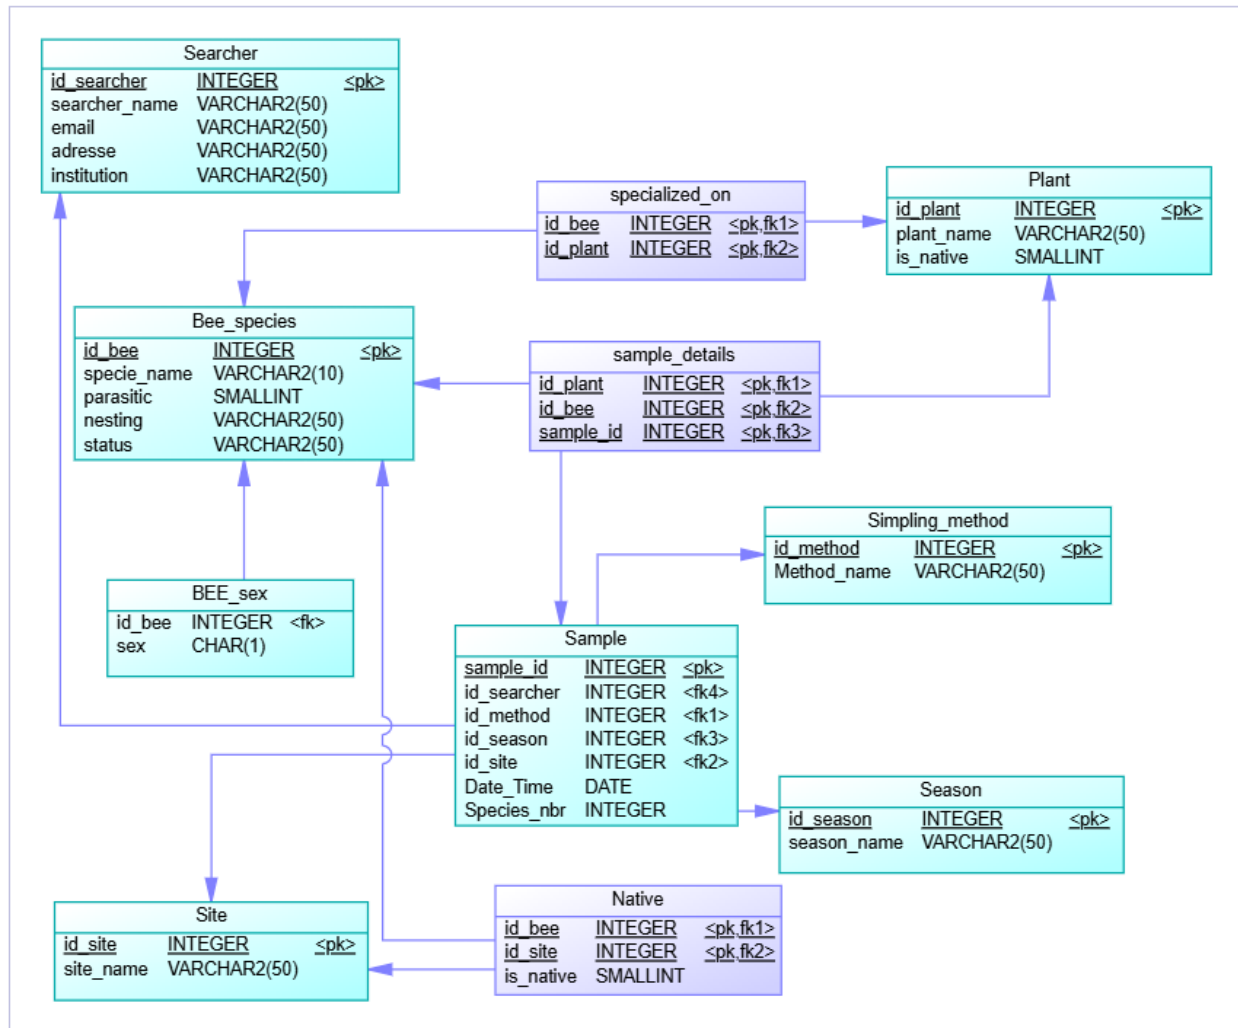 Searcher
id_searcher INTEGER <pk>
searcher_name VARCHAR2(50)
email VARCHAR2(50)
adresse VARCHAR2(50)
institution VARCHAR2(50)
specialized_on
id_bee INTEGER <pk,fk1>
id_plant INTEGER <pk,fk2>
Plant
id_plant INTEGER <pk>
plant_name VARCHAR2(50)
is_native SMALLINT
Bee_species
id_bee INTEGER <pk>
specie_name VARCHAR2(10)
parasitic SMALLINT
nesting VARCHAR2(50)
status VARCHAR2(50)
sample_details
id_plant INTEGER <pk,fk1>
id_bee INTEGER <pk,fk2>
sample_id INTEGER <pk,fk3>
Simpling_method
id_method INTEGER <pk>
Method_name VARCHAR2(50)
BEE_sex
id_bee INTEGER <fk>
sex CHAR(1)
Sample
sample_id INTEGER <pk>
id_searcher INTEGER <fk4>
id_method INTEGER <fk1>
id_season INTEGER <fk3>
id_site INTEGER <fk2>
Date_Time DATE
Species_nbr INTEGER
Season
id_season INTEGER <pk>
season_name VARCHAR2(50)
Site
id_site INTEGER <pk>
site_name VARCHAR2(50)
Native
id_bee INTEGER <pk,fk1>
id_site INTEGER <pk,fk2>
is_native SMALLINT